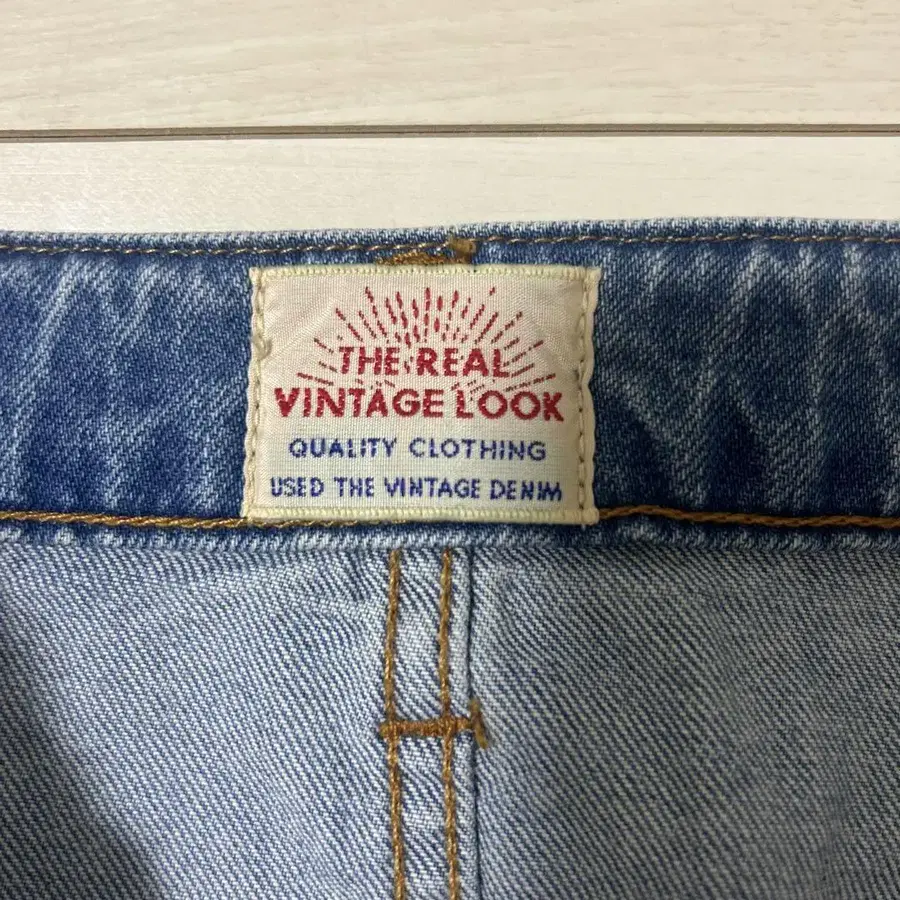 THE REAL
VINTAGE LOOK
QUALITY CLOTHING
USED THE VINTAGE DENIM